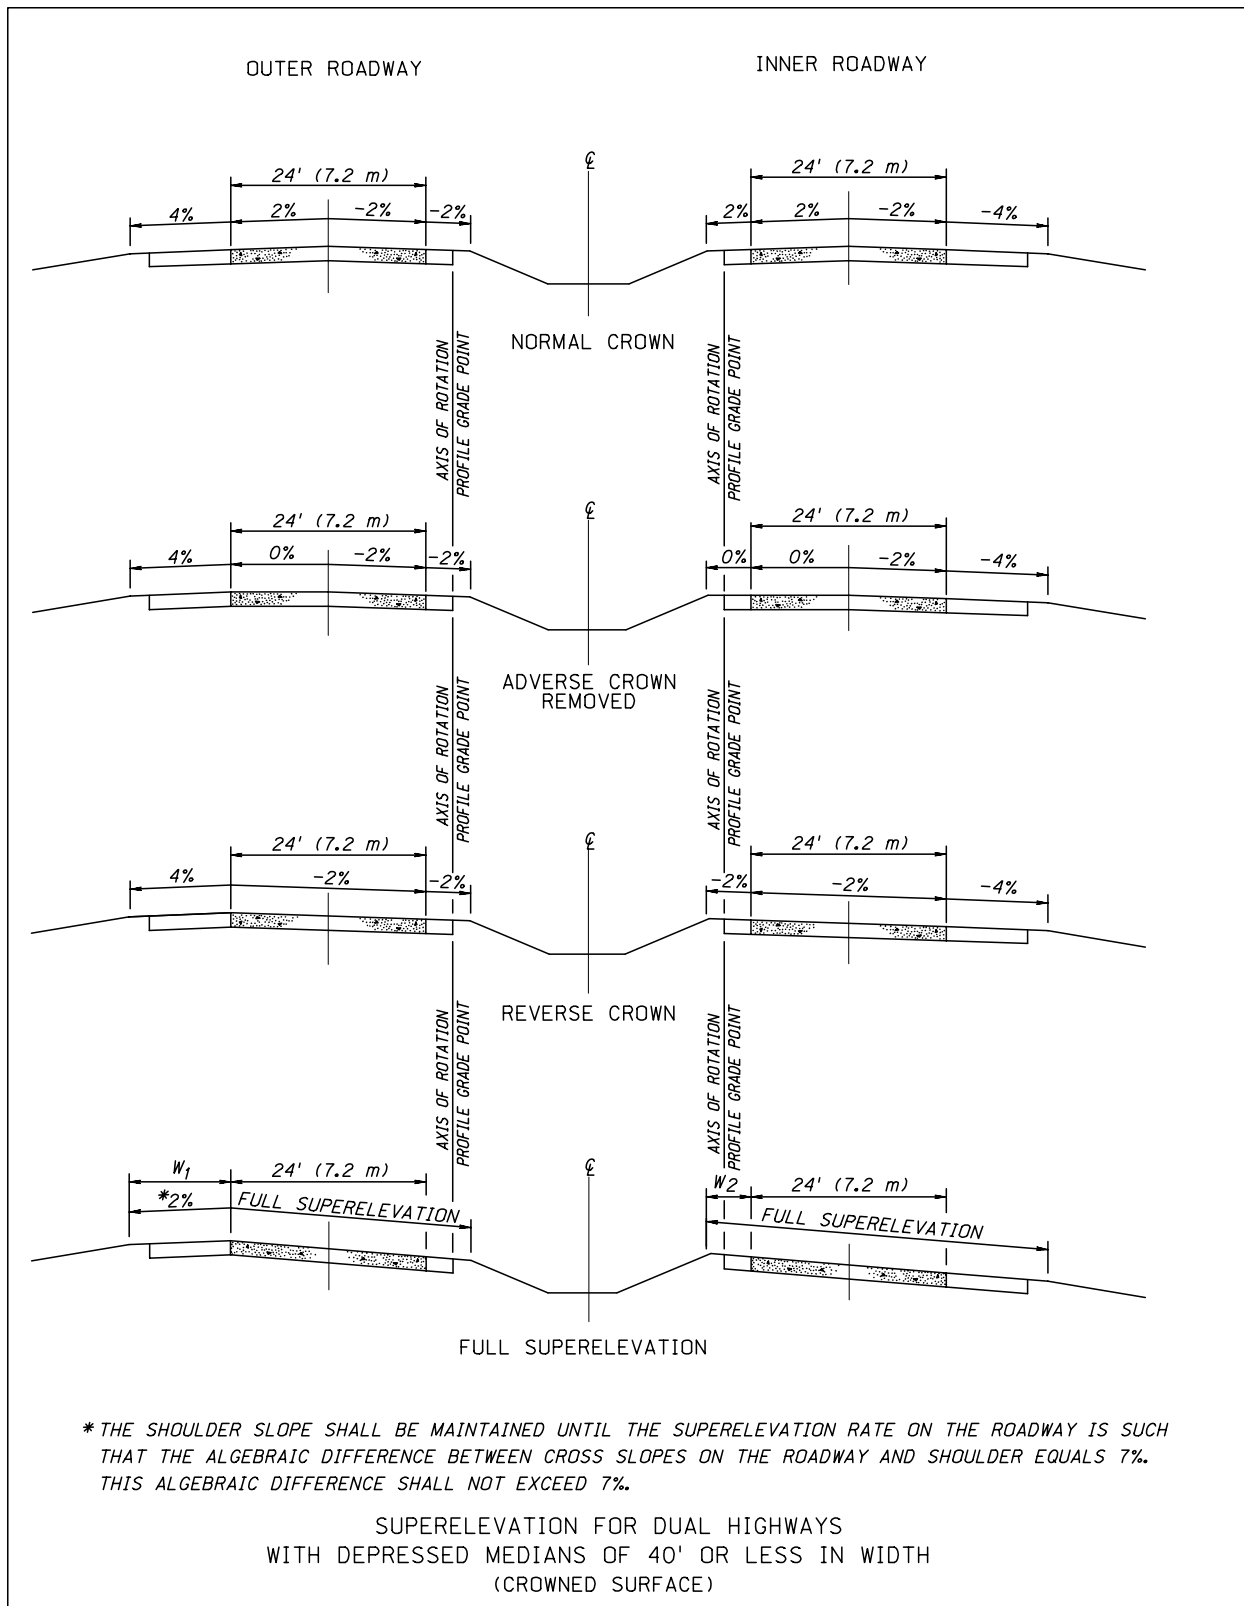 OUTER ROADWAY
INNER ROADWAY
℄
24' (7.2 m)
24' (7.2 m)
4%
2%
-2%
-2%
2%
2%
-2%
-4%
NORMAL CROWN
AXIS OF ROTATION
PROFILE GRADE POINT
AXIS OF ROTATION
PROFILE GRADE POINT
℄
24' (7.2 m)
24' (7.2 m)
4%
0%
-2%
-2%
0%
0%
-2%
-4%
ADVERSE CROWN
REMOVED
AXIS OF ROTATION
PROFILE GRADE POINT
AXIS OF ROTATION
PROFILE GRADE POINT
℄
24' (7.2 m)
24' (7.2 m)
4%
-2%
-2%
-2%
-2%
-4%
REVERSE CROWN
AXIS OF ROTATION
PROFILE GRADE POINT
AXIS OF ROTATION
PROFILE GRADE POINT
℄
W1
24' (7.2 m)
W2
24' (7.2 m)
*2%
FULL SUPERELEVATION
FULL SUPERELEVATION
FULL SUPERELEVATION
* THE SHOULDER SLOPE SHALL BE MAINTAINED UNTIL THE SUPERELEVATION RATE ON THE ROADWAY IS SUCH
THAT THE ALGEBRAIC DIFFERENCE BETWEEN CROSS SLOPES ON THE ROADWAY AND SHOULDER EQUALS 7%.
THIS ALGEBRAIC DIFFERENCE SHALL NOT EXCEED 7%.
SUPERELEVATION FOR DUAL HIGHWAYS
WITH DEPRESSED MEDIANS OF 40' OR LESS IN WIDTH
(CROWNED SURFACE)